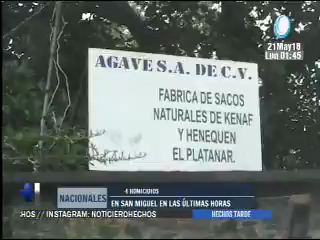 21May18
Lun 01:45
AGAVE S.A. DE C.V.
FABRICA DE SACOS
NATURALES DE KENAF
Y HENEQUEN
EL PLATANAR.
4 HOMICIDIOS
NACIONALES
EN SAN MIGUEL EN LAS ÚLTIMAS HORAS
HOS // INSTAGRAM: NOTICIEROHECHOS
HECHOS TARDE